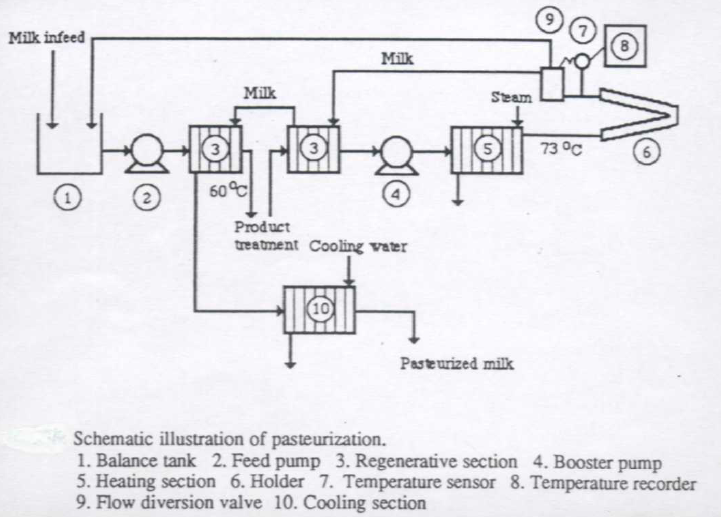 9
7
8
Milk infeed
Milk
Milk
Steam
3
3
5
73 °C
6
1
2
60 °C
4
Product
treatment
Cooling water
10
Pasteurized milk
Schematic illustration of pasteurization.
1. Balance tank 2. Feed pump 3. Regenerative section 4. Booster pump
5. Heating section 6. Holder 7. Temperature sensor 8. Temperature recorder
9. Flow diversion valve 10. Cooling section